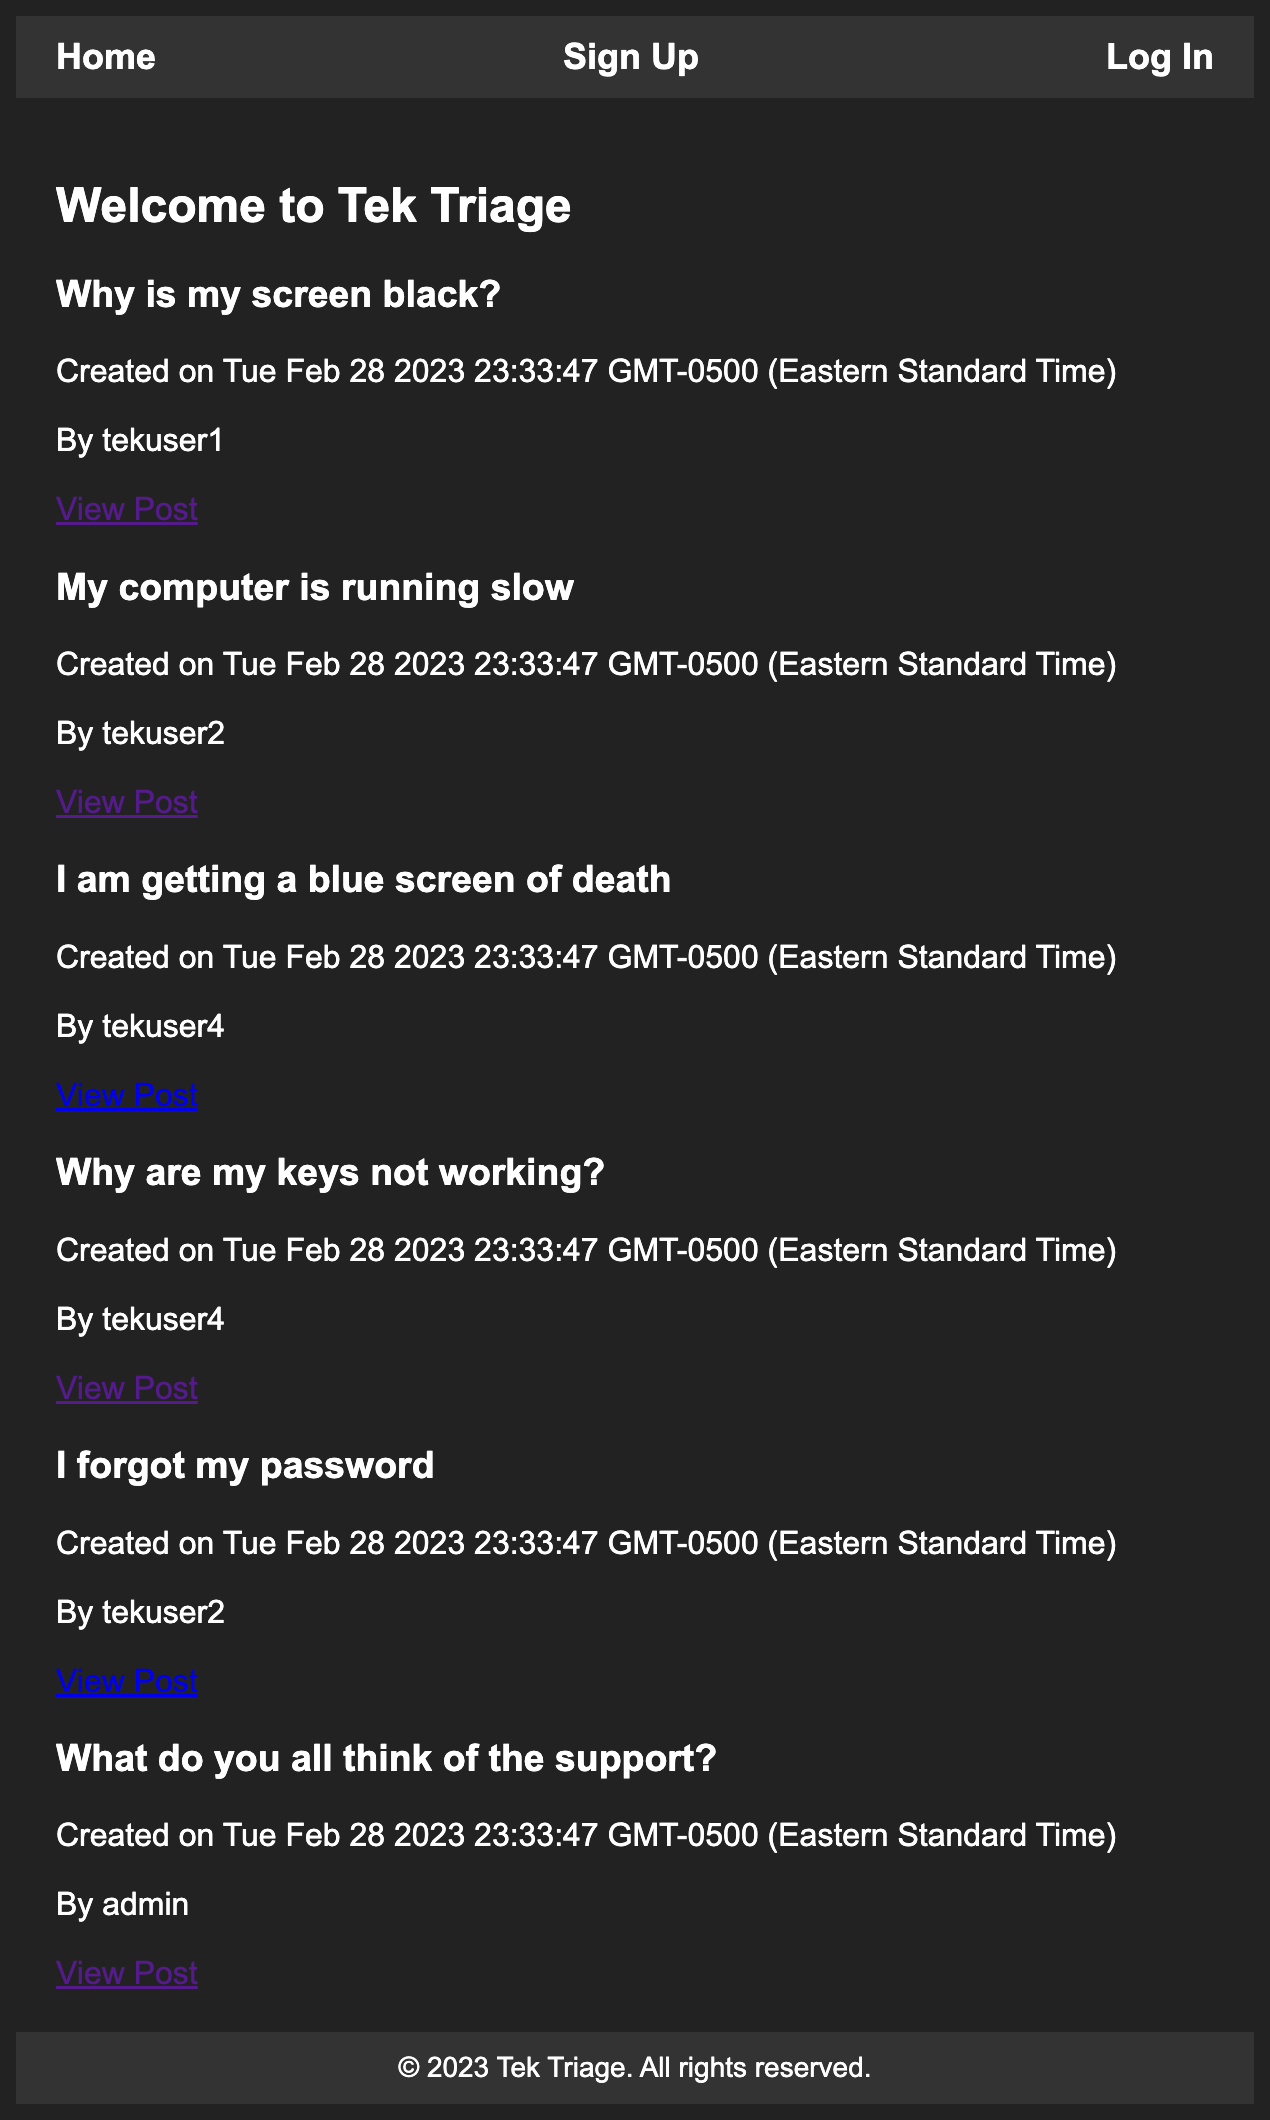 Home Sign Up Log In
Welcome to Tek Triage
Why is my screen black?
Created on Tue Feb 28 2023 23:33:47 GMT-0500 (Eastern Standard Time)
By tekuser1
View Post
My computer is running slow
Created on Tue Feb 28 2023 23:33:47 GMT-0500 (Eastern Standard Time)
By tekuser2
View Post
I am getting a blue screen of death
Created on Tue Feb 28 2023 23:33:47 GMT-0500 (Eastern Standard Time)
By tekuser4
View Post
Why are my keys not working?
Created on Tue Feb 28 2023 23:33:47 GMT-0500 (Eastern Standard Time)
By tekuser4
View Post
I forgot my password
Created on Tue Feb 28 2023 23:33:47 GMT-0500 (Eastern Standard Time)
By tekuser2
View Post
What do you all think of the support?
Created on Tue Feb 28 2023 23:33:47 GMT-0500 (Eastern Standard Time)
By admin
View Post
© 2023 Tek Triage. All rights reserved.